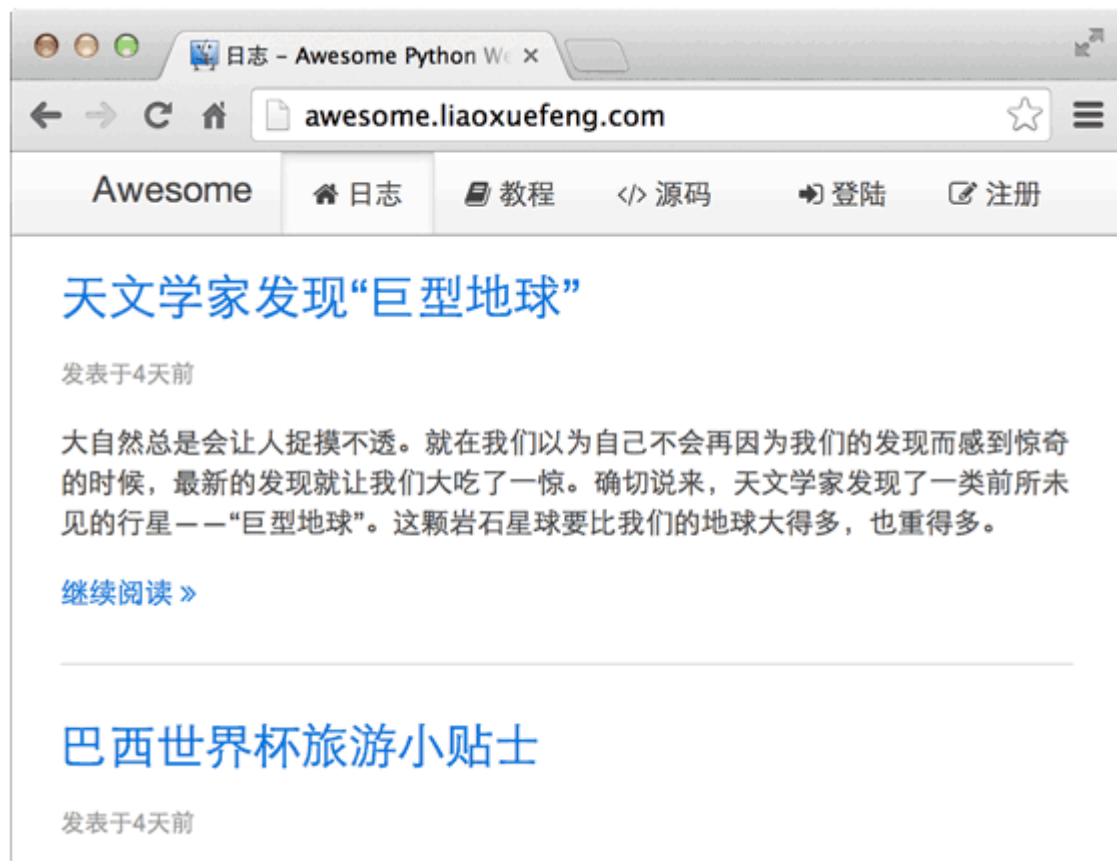 日志 - Awesome Python We
awesome.liaoxuefeng.com
Awesome 日志 教程 </> 源码 登陆 注册
天文学家发现“巨型地球”
发表于4天前
大自然总是会让人捉摸不透。就在我们以为自己不会再因为我们的发现而感到惊奇
的时候，最新的发现就让我们大吃了一惊。确切说来，天文学家发现了一类前所未
见的行星——“巨型地球”。这颗岩石星球要比我们的地球大得多，也重得多。
继续阅读 »
巴西世界杯旅游小贴士
发表于4天前